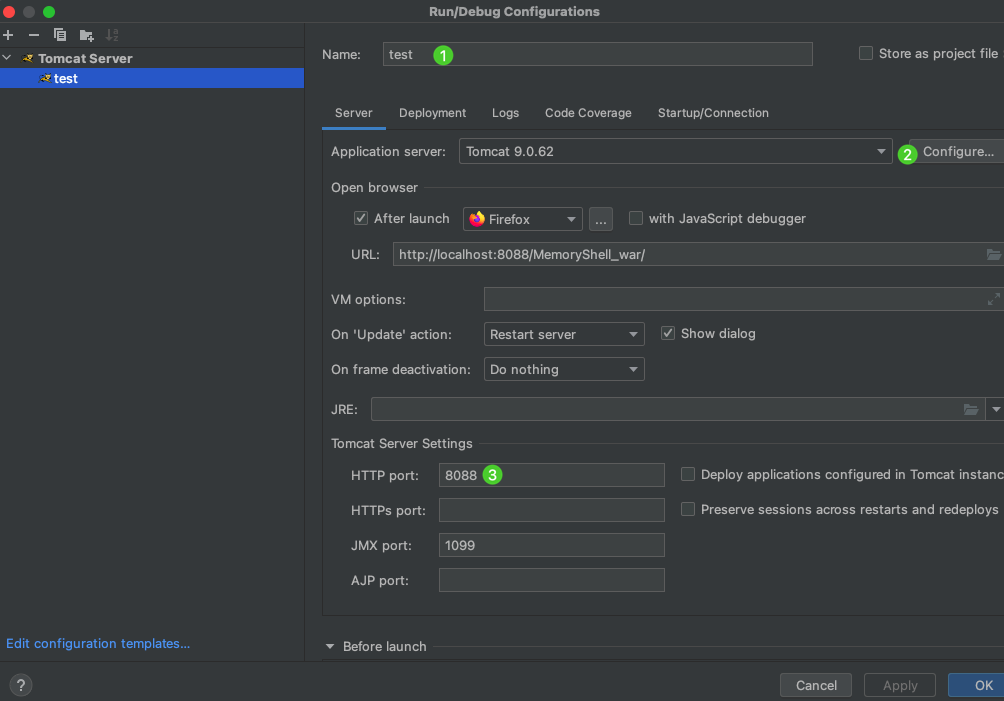 Run/Debug Configurations
Tomcat Server
test
Name: test 1 Store as project file
Server Deployment Logs Code Coverage Startup/Connection
Application server: Tomcat 9.0.62 2 Configure...
Open browser
After launch Firefox ... with JavaScript debugger
URL: http://localhost:8088/MemoryShell_war/
VM options:
On 'Update' action: Restart server Show dialog
On frame deactivation: Do nothing
JRE:
Tomcat Server Settings
HTTP port: 8088 3 Deploy applications configured in Tomcat instanc
HTTPs port: Preserve sessions across restarts and redeploys
JMX port: 1099
AJP port:
Edit configuration templates...
Before launch
? Cancel Apply OK